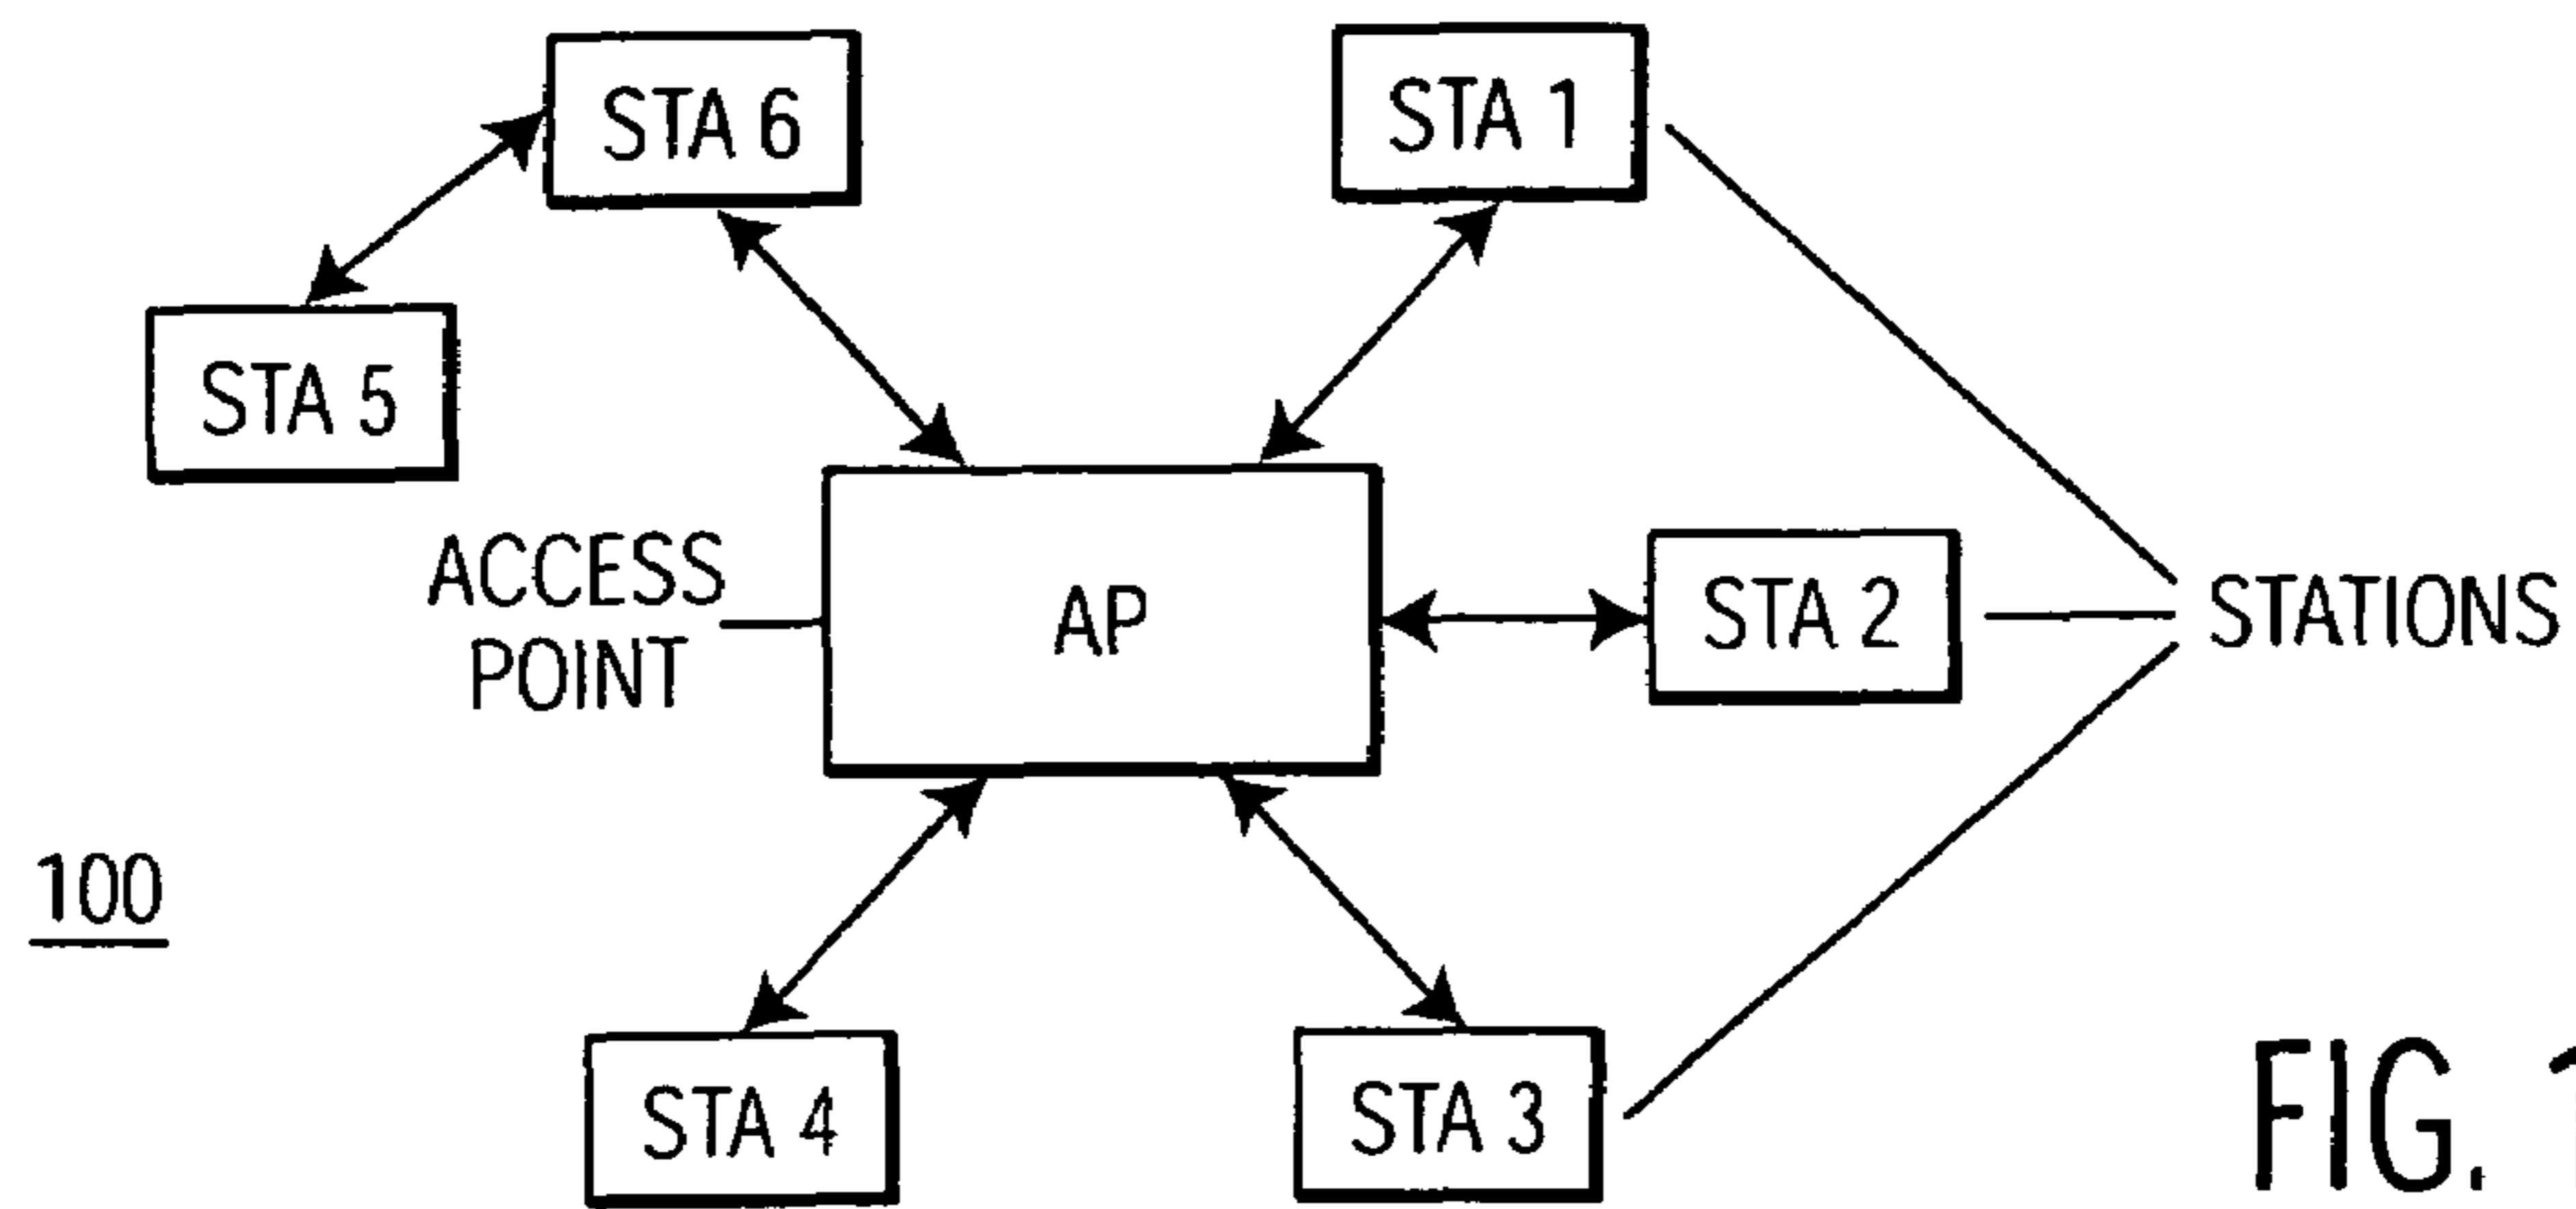 STA 6
STA 1
STA 5
ACCESS
POINT
AP
STA 2
STATIONS
100
STA 4
STA 3
FIG. 1